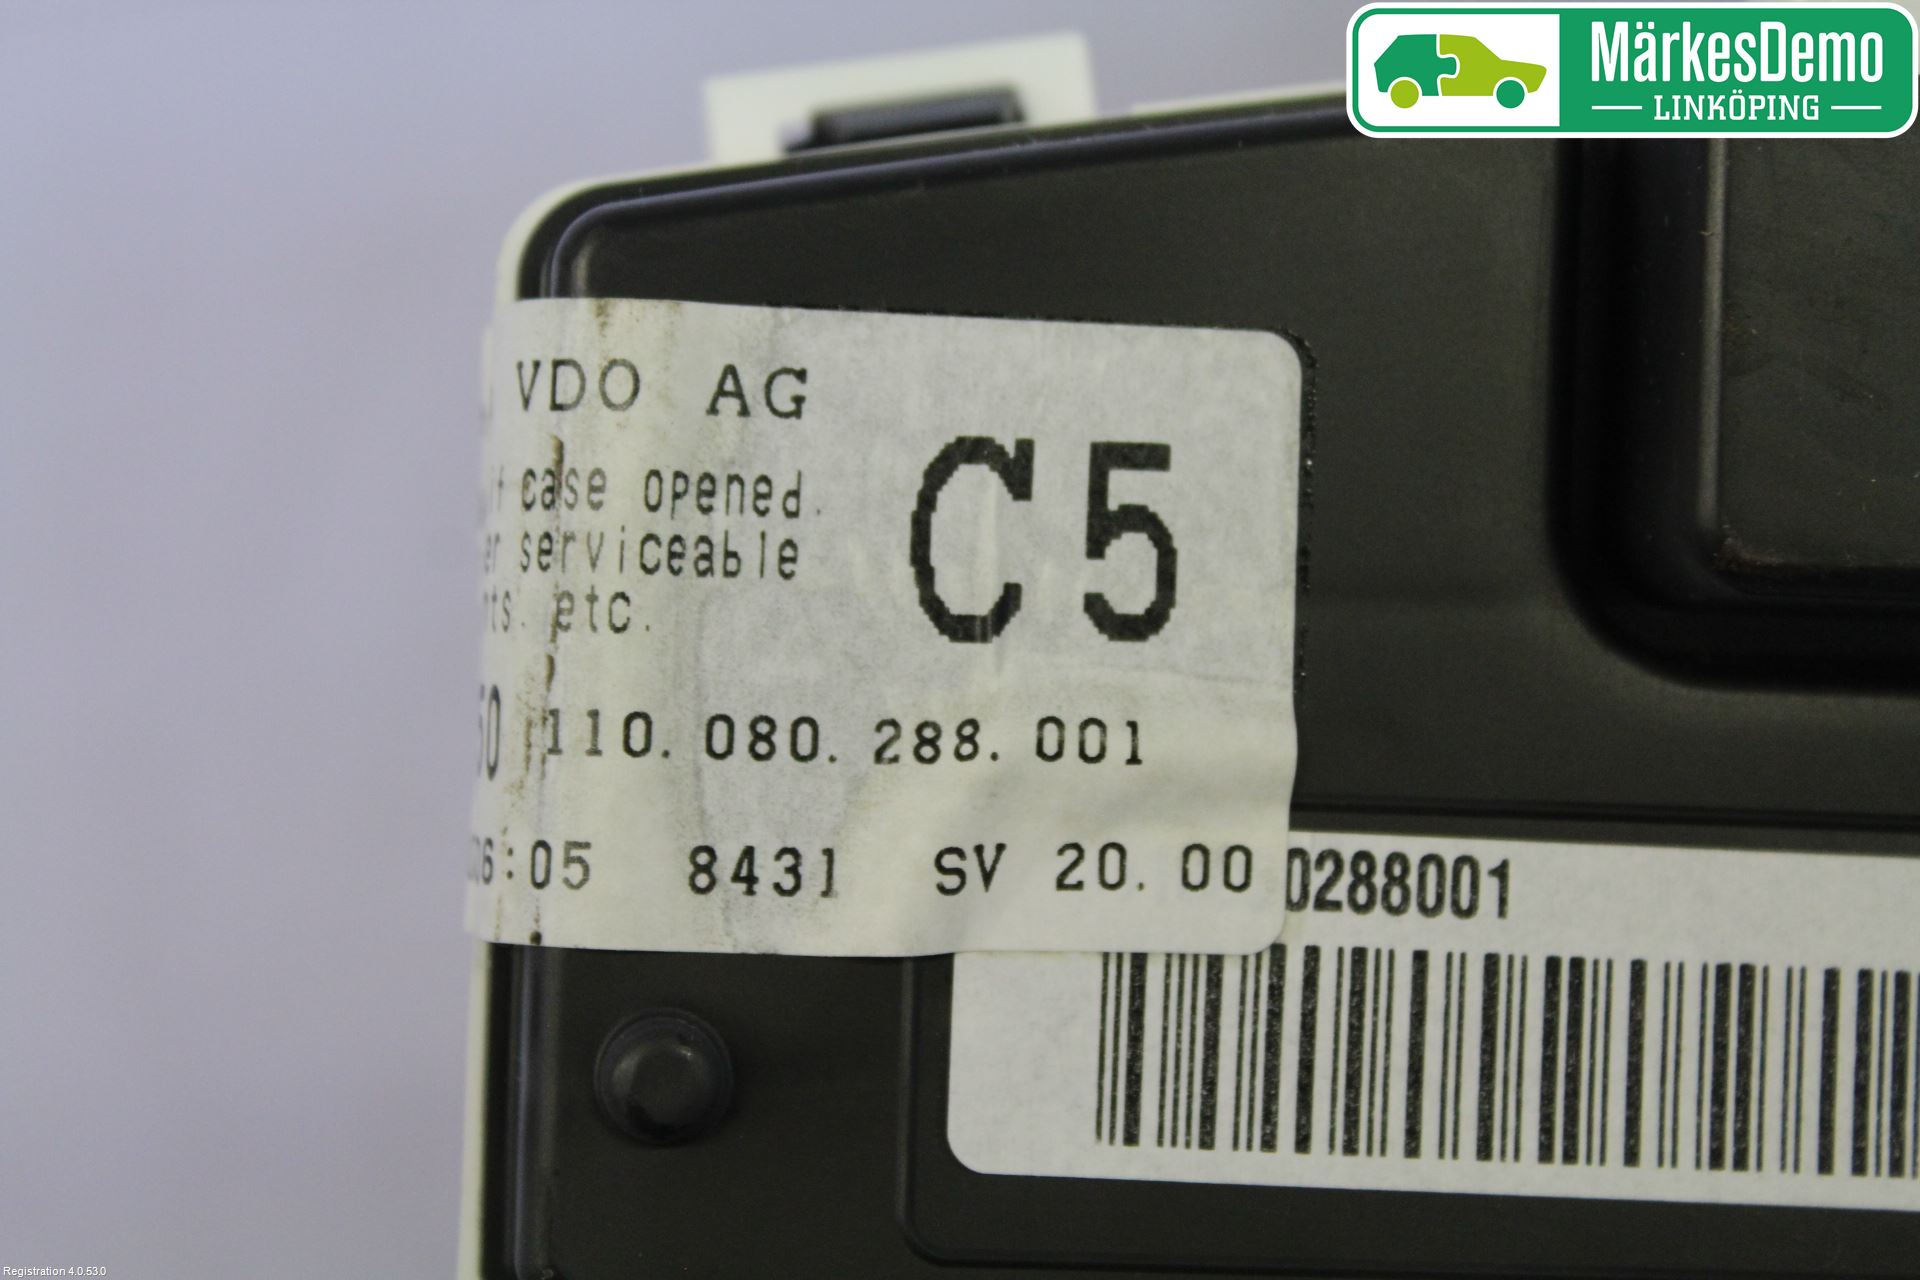 MärkesDemo
LINKÖPING
VDO AG
C5
case opened.
serviceable
etc.
110.080.288.001
:05 8431 SV 20.00
0288001
Registration 4.0.53.0